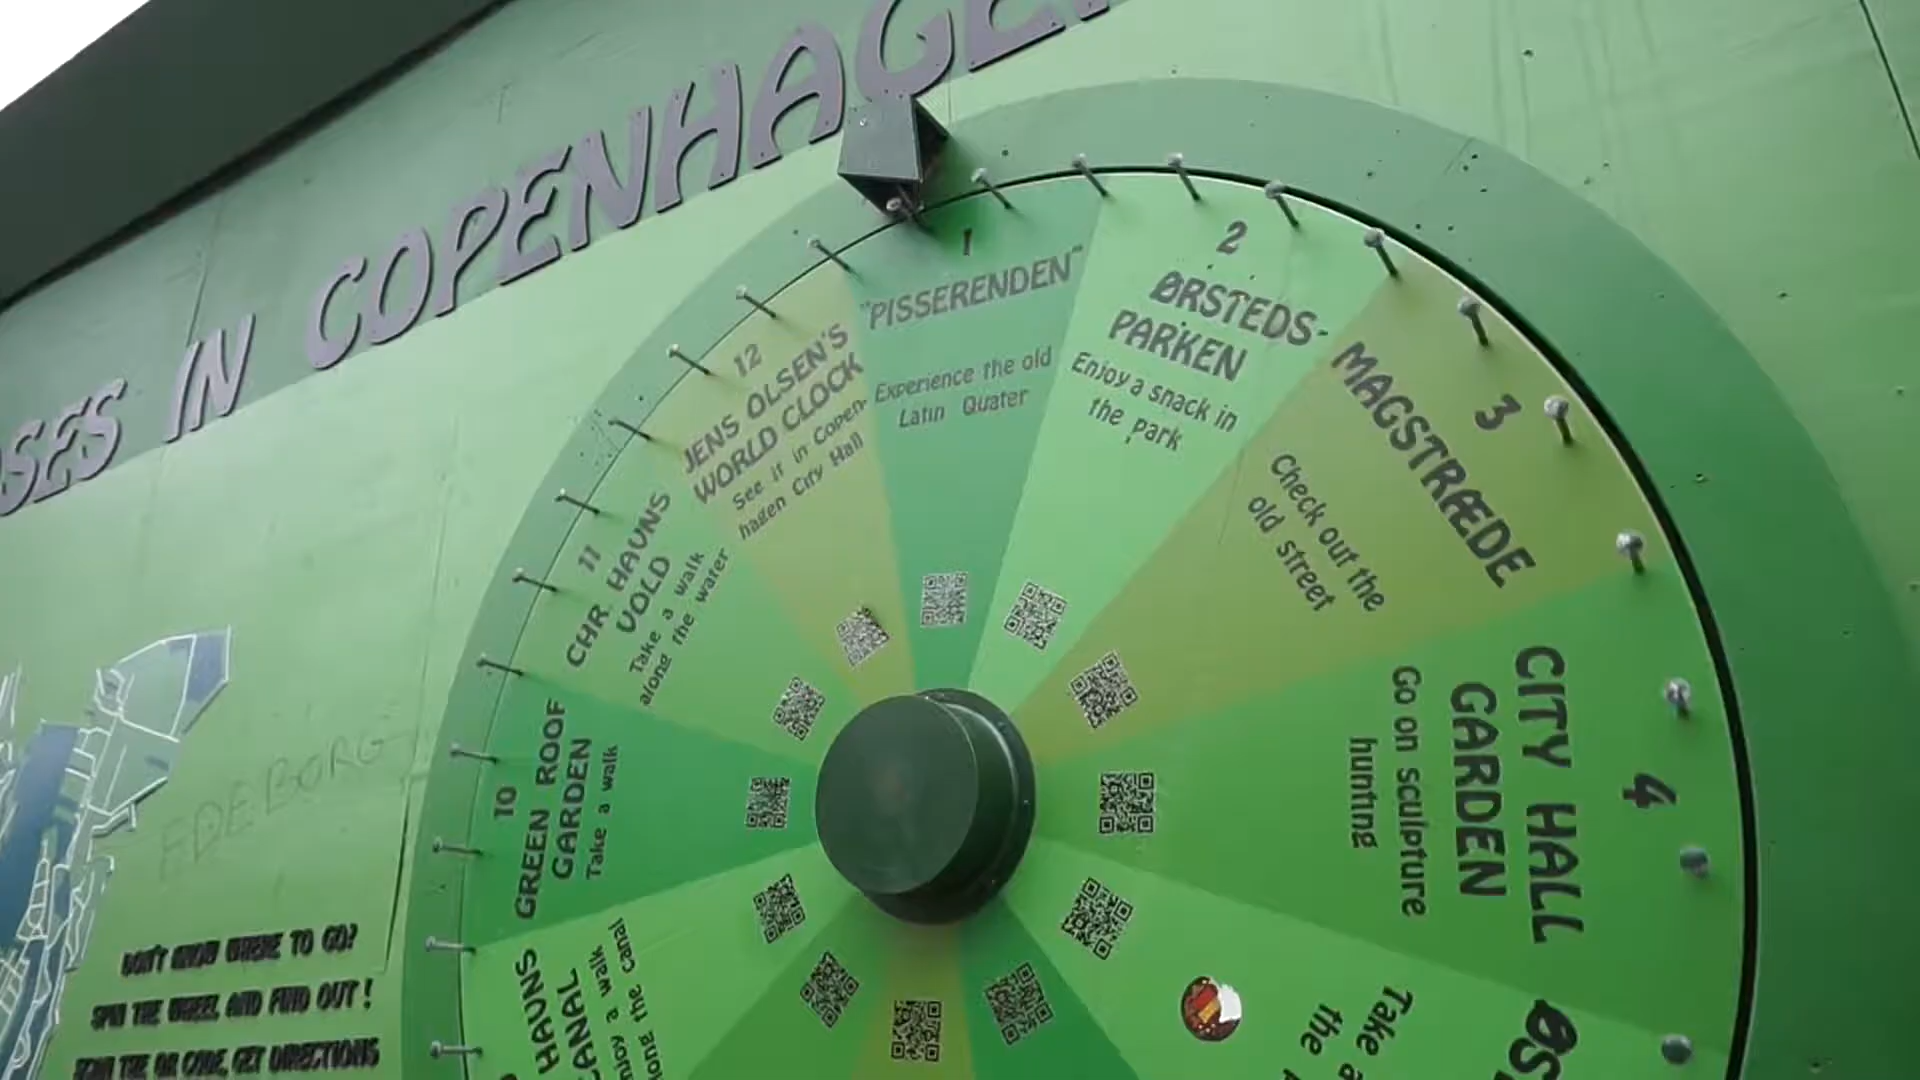 IN COPENHAGEN
1
"PISSERENDEN"
Experience the old
Latin Quater
2
ØRSTEDS-
PARKEN
Enjoy a snack in
the park
3
MAGSTRÆDE
Check out the
old street
4
CITY HALL
GARDEN
Go on sculpture
hunting
Take a
the
10
GREEN ROOF
GARDEN
Take a walk
11
CHR. HAVNS
VOLD
Take a walk
along the water
12
JENS OLSEN'S
WORLD CLOCK
See it in Copen-
hagen City Hall
HAVNS
CANAL
a walk
the canal
EDEBORG
DON'T KNOW WHERE TO GO?
SPIN THE WHEEL AND FIND OUT!
SCAN THE QR CODE, GET DIRECTIONS